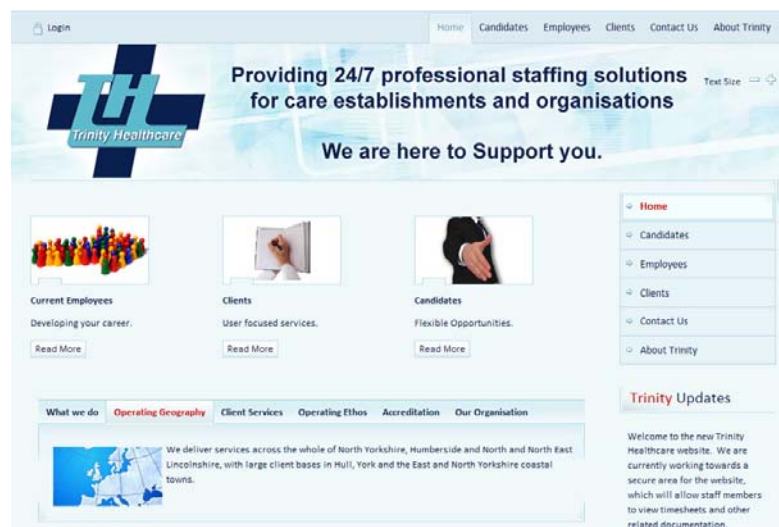 Login
Home Candidates Employees Clients Contact Us About Trinity
TH
Trinity Healthcare
Providing 24/7 professional staffing solutions
for care establishments and organisations
We are here to Support you.
Text Size
Current Employees
Developing your career.
Read More
Clients
User focused services.
Read More
Candidates
Flexible Opportunities.
Read More
Home
Candidates
Employees
Clients
Contact Us
About Trinity
What we do Operating Geography Client Services Operating Ethos Accreditation Our Organisation
We deliver services across the whole of North Yorkshire, Humberside and North and North East
Lincolnshire, with large client bases in Hull, York and the East and North Yorkshire coastal
towns.
Trinity Updates
Welcome to the new Trinity
Healthcare website. We are
currently working towards a
secure area for the website,
which will allow staff members
to view timesheets and other
related documentation.